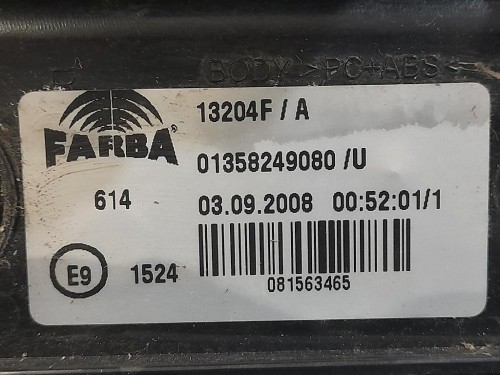 BODY >PC+ABS<
FARBA
13204F / A
01358249080 /U
614
03.09.2008 00:52:01/1
E9
1524
081563465